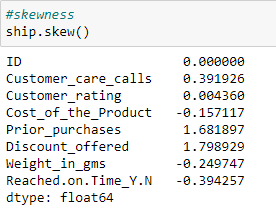 #skewness
ship.skew()
ID 0.000000
Customer_care_calls 0.391926
Customer_rating 0.004360
Cost_of_the_Product -0.157117
Prior_purchases 1.681897
Discount_offered 1.798929
Weight_in_gms -0.249747
Reached.on.Time_Y.N -0.394257
dtype: float64